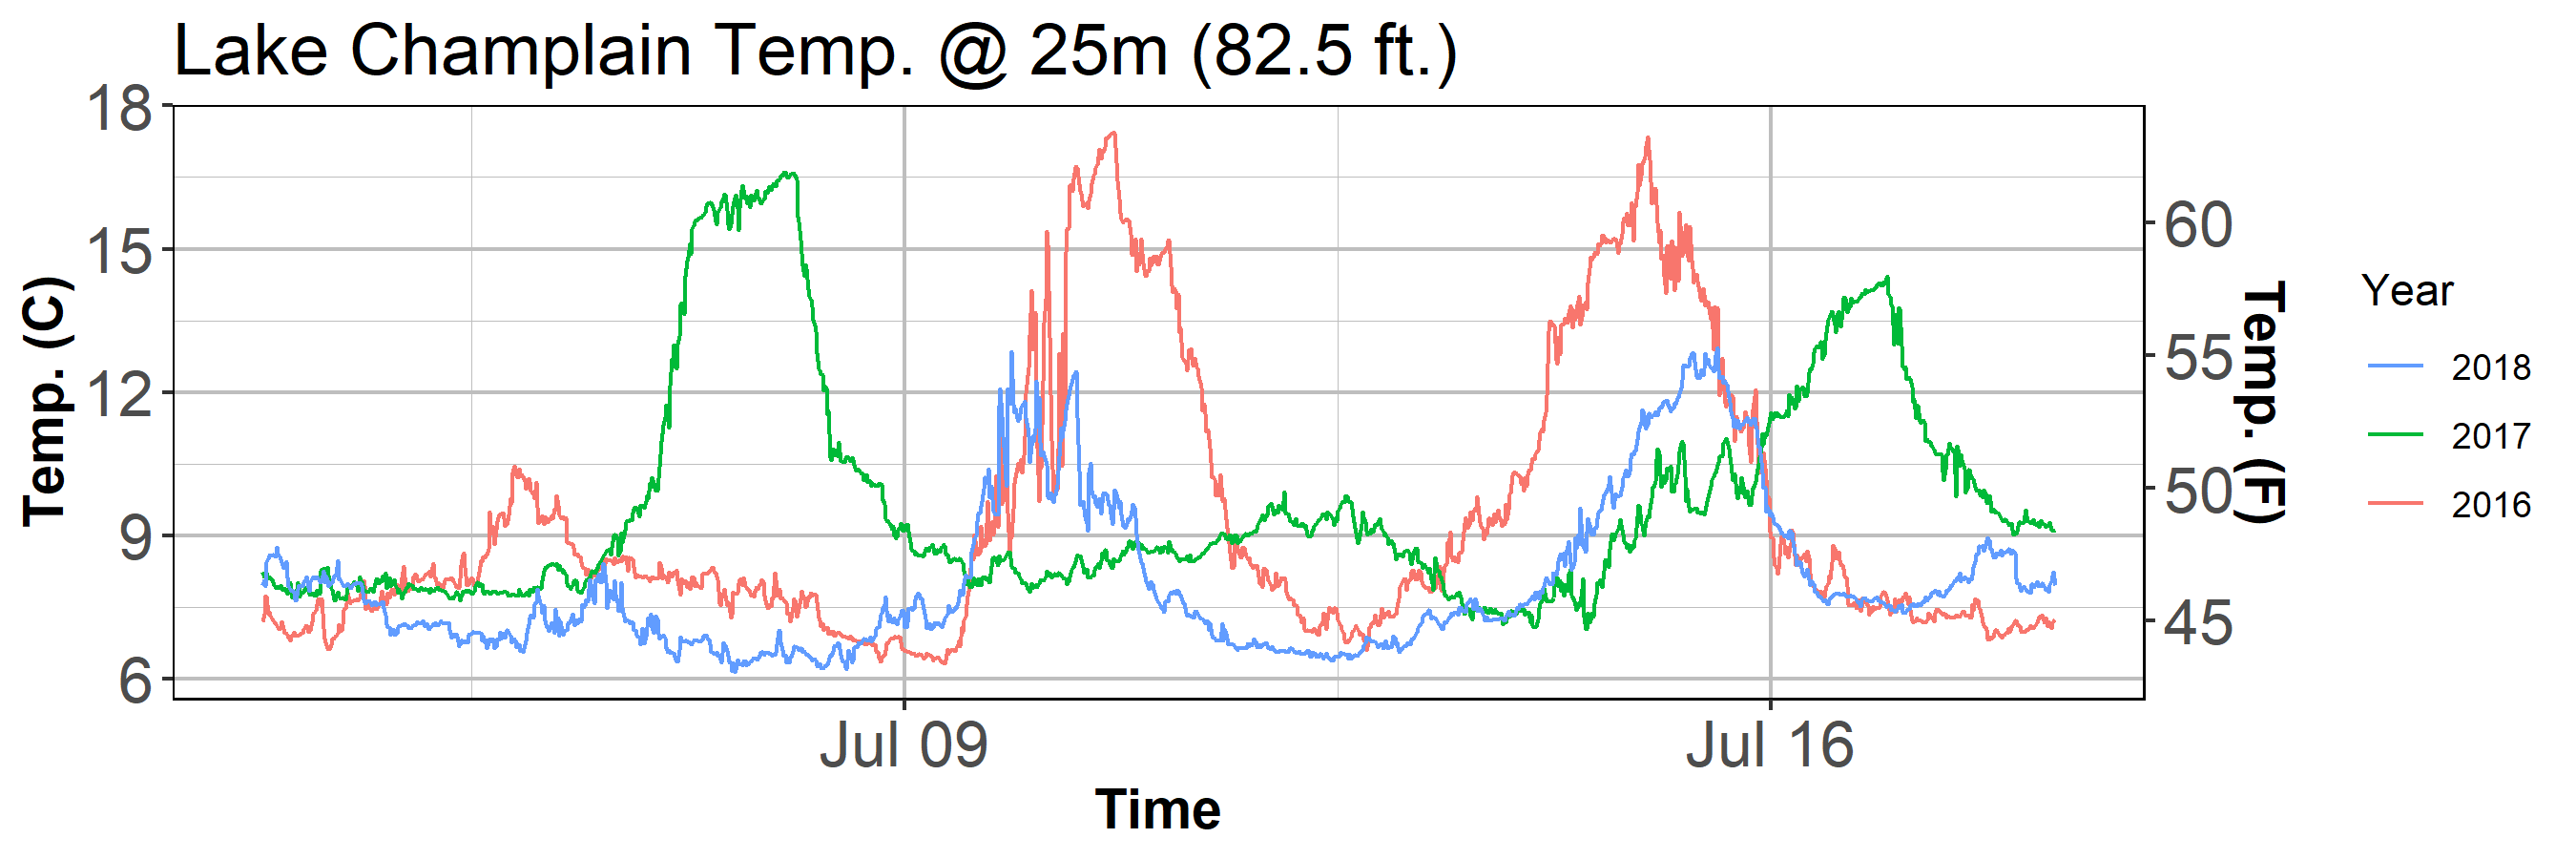 Lake Champlain Temp. @ 25m (82.5 ft.)
18
15
12
9
6
Temp. (C)
60
55
50
45
Temp. (F)
Jul 09
Jul 16
Time
Year
2018
2017
2016